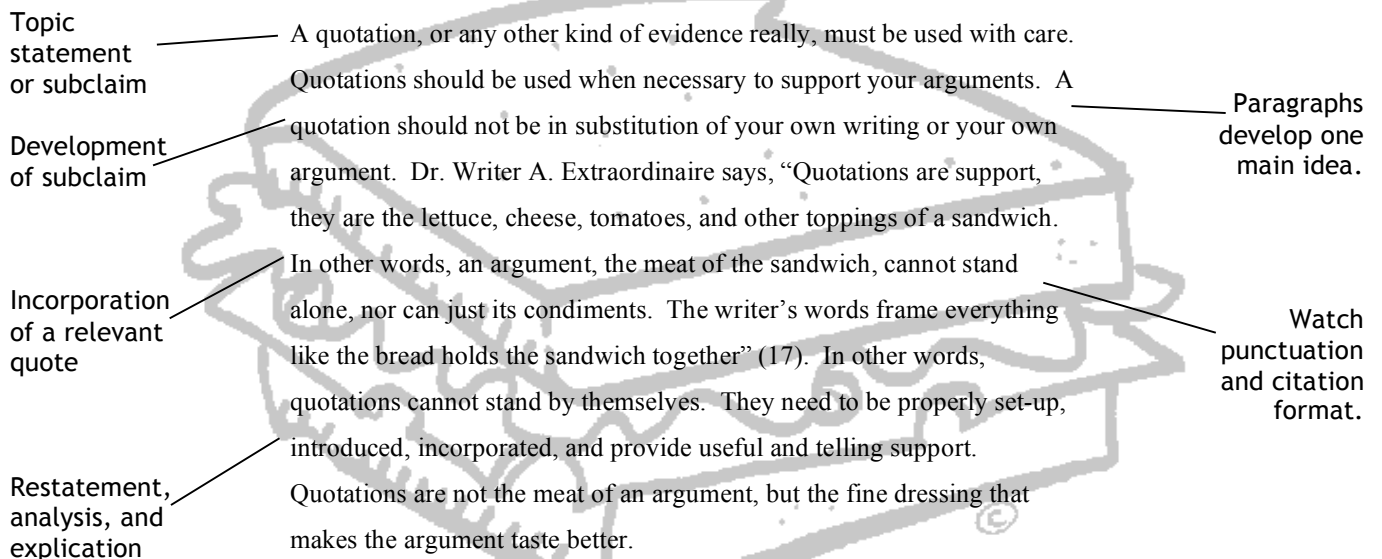 Topic
statement
or subclaim
Development
of subclaim
Incorporation
of a relevant
quote
Restatement,
analysis, and
explication
A quotation, or any other kind of evidence really, must be used with care.
Quotations should be used when necessary to support your arguments. A
quotation should not be in substitution of your own writing or your own
argument. Dr. Writer A. Extraordinaire says, “Quotations are support,
they are the lettuce, cheese, tomatoes, and other toppings of a sandwich.
In other words, an argument, the meat of the sandwich, cannot stand
alone, nor can just its condiments. The writer’s words frame everything
like the bread holds the sandwich together” (17). In other words,
quotations cannot stand by themselves. They need to be properly set-up,
introduced, incorporated, and provide useful and telling support.
Quotations are not the meat of an argument, but the fine dressing that
makes the argument taste better.
©
Paragraphs
develop one
main idea.
Watch
punctuation
and citation
format.